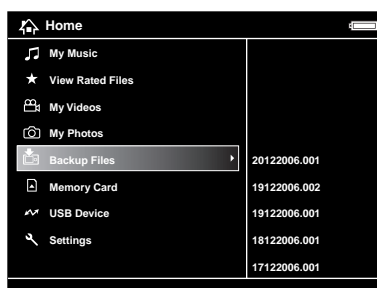 Home
My Music
View Rated Files
My Videos
My Photos
Backup Files
Memory Card
USB Device
Settings
20122006.001
19122006.002
19122006.001
18122006.001
17122006.001